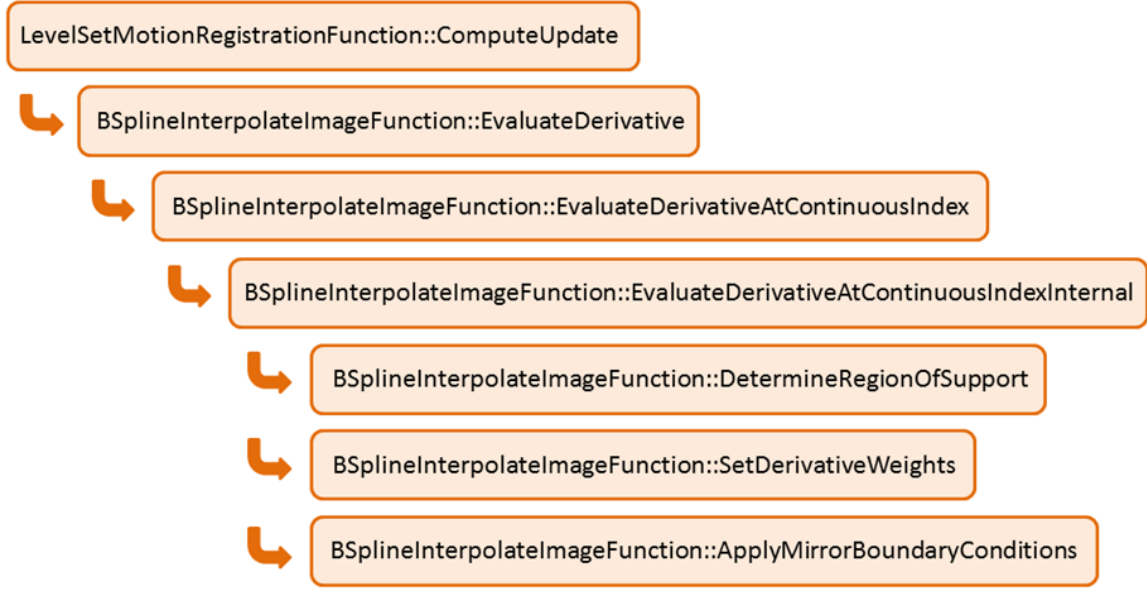 LevelSetMotionRegistrationFunction::ComputeUpdate
BSplineInterpolateImageFunction::EvaluateDerivative
BSplineInterpolateImageFunction::EvaluateDerivativeAtContinuousIndex
BSplineInterpolateImageFunction::EvaluateDerivativeAtContinuousIndexInternal
BSplineInterpolateImageFunction::DetermineRegionOfSupport
BSplineInterpolateImageFunction::SetDerivativeWeights
BSplineInterpolateImageFunction::ApplyMirrorBoundaryConditions